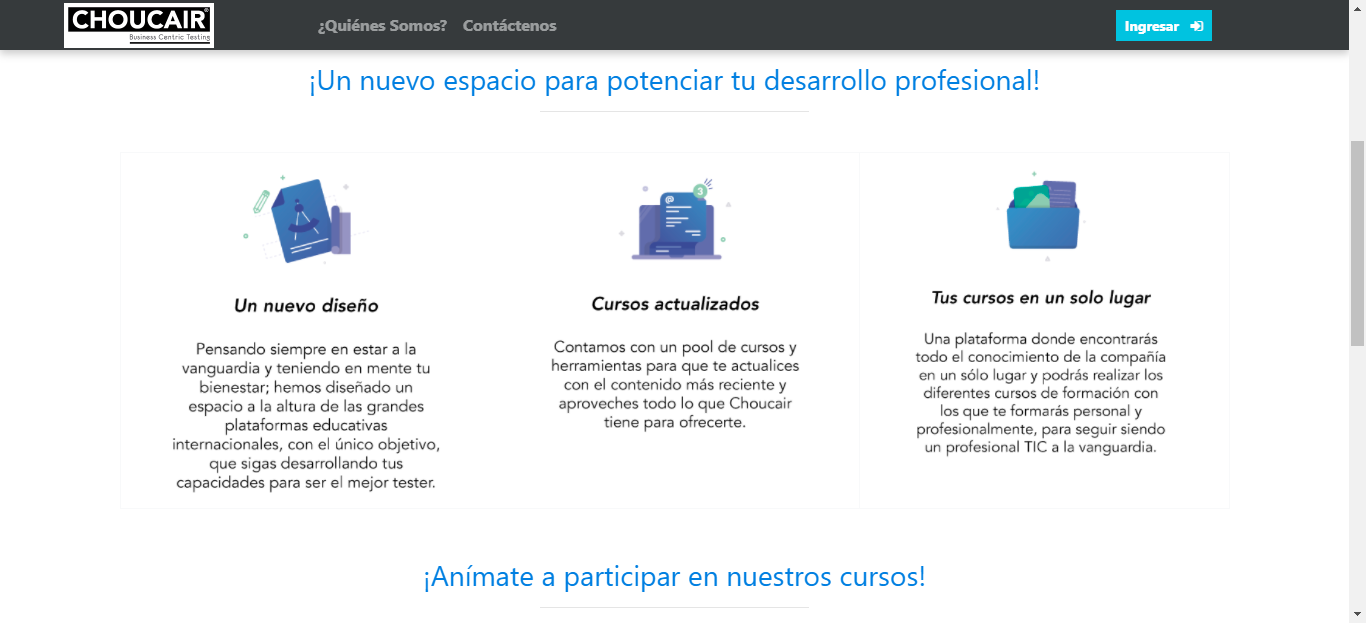 CHOUCAIR®
Business Centric Testing
¿Quiénes Somos? Contáctenos
Ingresar
¡Un nuevo espacio para potenciar tu desarrollo profesional!
Un nuevo diseño
Pensando siempre en estar a la
vanguardia y teniendo en mente tu
bienestar; hemos diseñado un
espacio a la altura de las grandes
plataformas educativas
internacionales, con el único objetivo,
que sigas desarrollando tus
capacidades para ser el mejor tester.
3
Cursos actualizados
Contamos con un pool de cursos y
herramientas para que te actualices
con el contenido más reciente y
aproveches todo lo que Choucair
tiene para ofrecerte.
Tus cursos en un solo lugar
Una plataforma donde encontrarás
todo el conocimiento de la compañía
en un sólo lugar y podrás realizar los
diferentes cursos de formación con
los que te formarás personal y
profesionalmente, para seguir siendo
un profesional TIC a la vanguardia.
¡Anímate a participar en nuestros cursos!